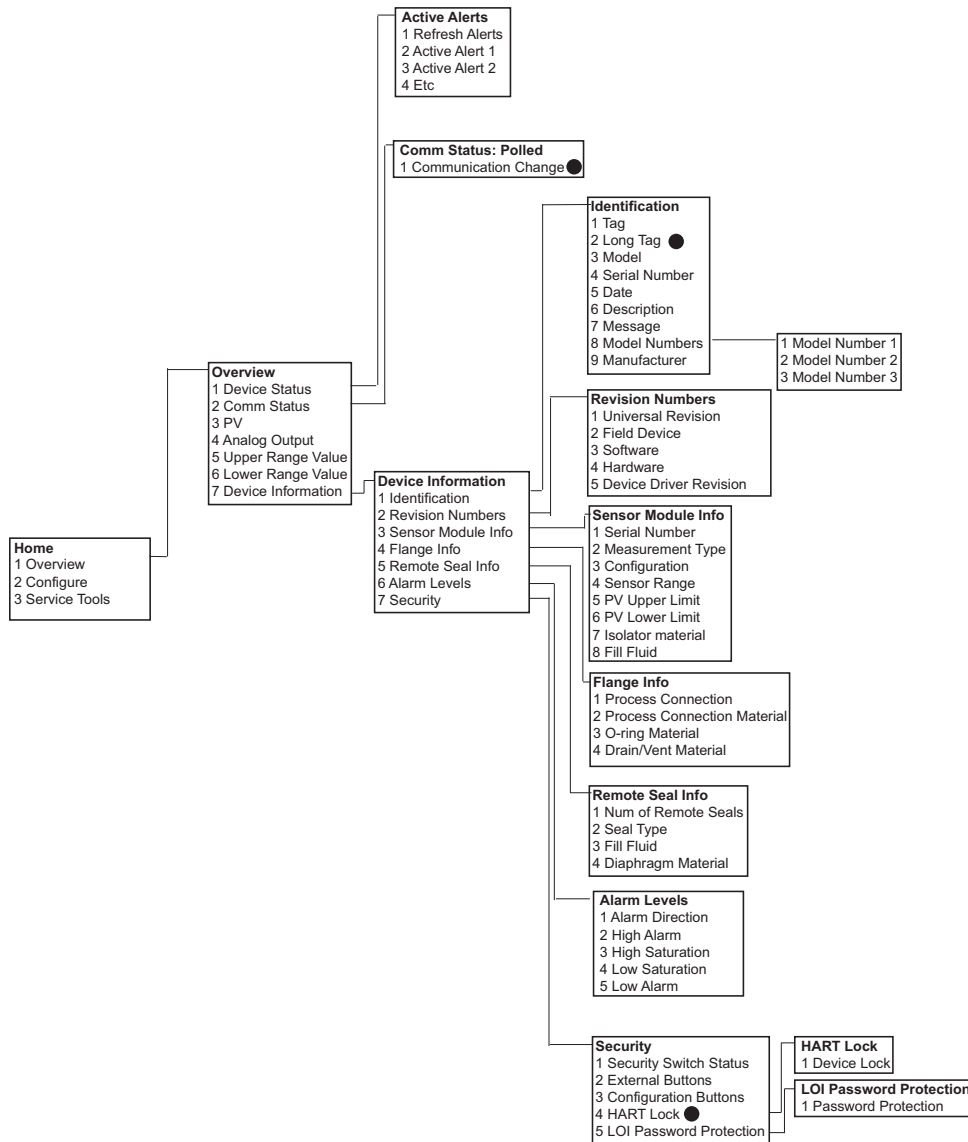 Active Alerts
1 Refresh Alerts
2 Active Alert 1
3 Active Alert 2
4 Etc
Comm Status: Polled
1 Communication Change
Identification
1 Tag
2 Long Tag
3 Model
4 Serial Number
5 Date
6 Description
7 Message
8 Model Numbers
9 Manufacturer
1 Model Number 1
2 Model Number 2
3 Model Number 3
Overview
1 Device Status
2 Comm Status
3 PV
4 Analog Output
5 Upper Range Value
6 Lower Range Value
7 Device Information
Revision Numbers
1 Universal Revision
2 Field Device
3 Software
4 Hardware
5 Device Driver Revision
Device Information
1 Identification
2 Revision Numbers
3 Sensor Module Info
4 Flange Info
5 Remote Seal Info
6 Alarm Levels
7 Security
Home
1 Overview
2 Configure
3 Service Tools
Sensor Module Info
1 Serial Number
2 Measurement Type
3 Configuration
4 Sensor Range
5 PV Upper Limit
6 PV Lower Limit
7 Isolator material
8 Fill Fluid
Flange Info
1 Process Connection
2 Process Connection Material
3 O-ring Material
4 Drain/Vent Material
Remote Seal Info
1 Num of Remote Seals
2 Seal Type
3 Fill Fluid
4 Diaphragm Material
Alarm Levels
1 Alarm Direction
2 High Alarm
3 High Saturation
4 Low Saturation
5 Low Alarm
Security
1 Security Switch Status
2 External Buttons
3 Configuration Buttons
4 HART Lock
5 LOI Password Protection
HART Lock
1 Device Lock
LOI Password Protection
1 Password Protection